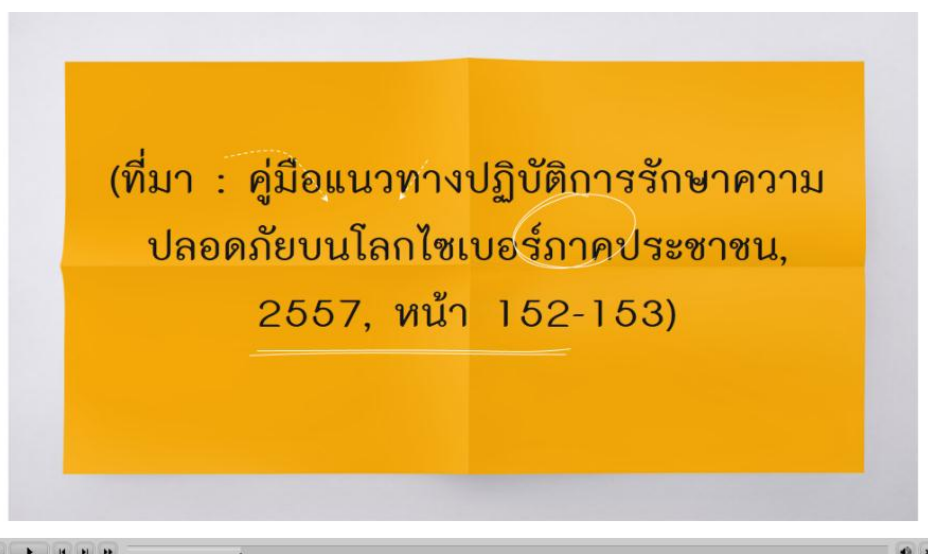 (ที่มา : คู่มือแนวทางปฏิบัติการรักษาความ
ปลอดภัยบนโลกไซเบอร์ภาคประชาชน,
2557, หน้า 152-153)